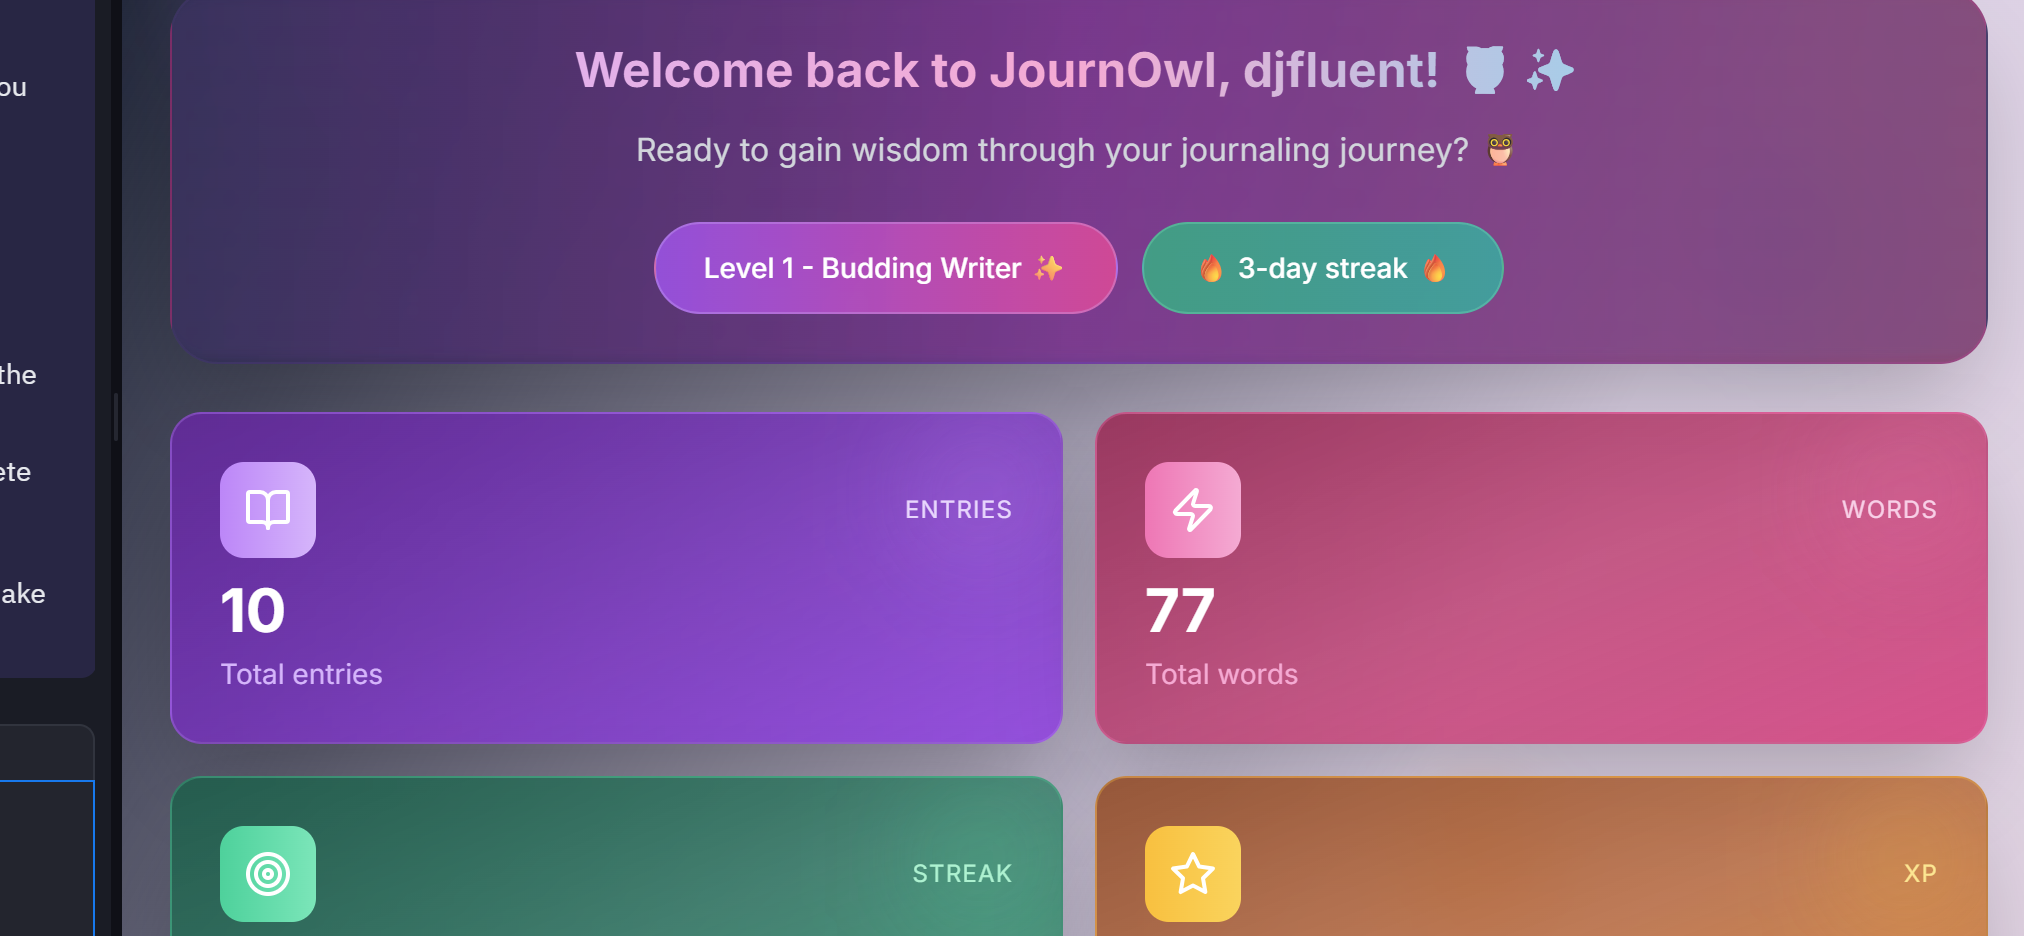 ou
the
ete
ake
Welcome back to JournOwl, djfluent! 🦉 ✨
Ready to gain wisdom through your journaling journey? 🦉
Level 1 - Budding Writer ✨
🔥 3-day streak 🔥
ENTRIES
10
Total entries
WORDS
77
Total words
STREAK
XP